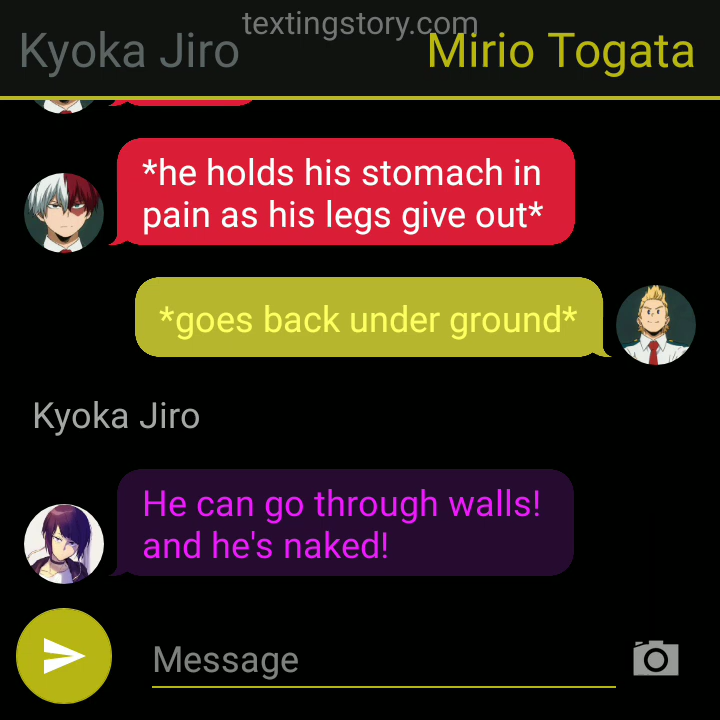 textingstory.com
Kyoka Jiro
Mirio Togata
*he holds his stomach in
pain as his legs give out*
*goes back under ground*
Kyoka Jiro
He can go through walls!
and he's naked!
Message